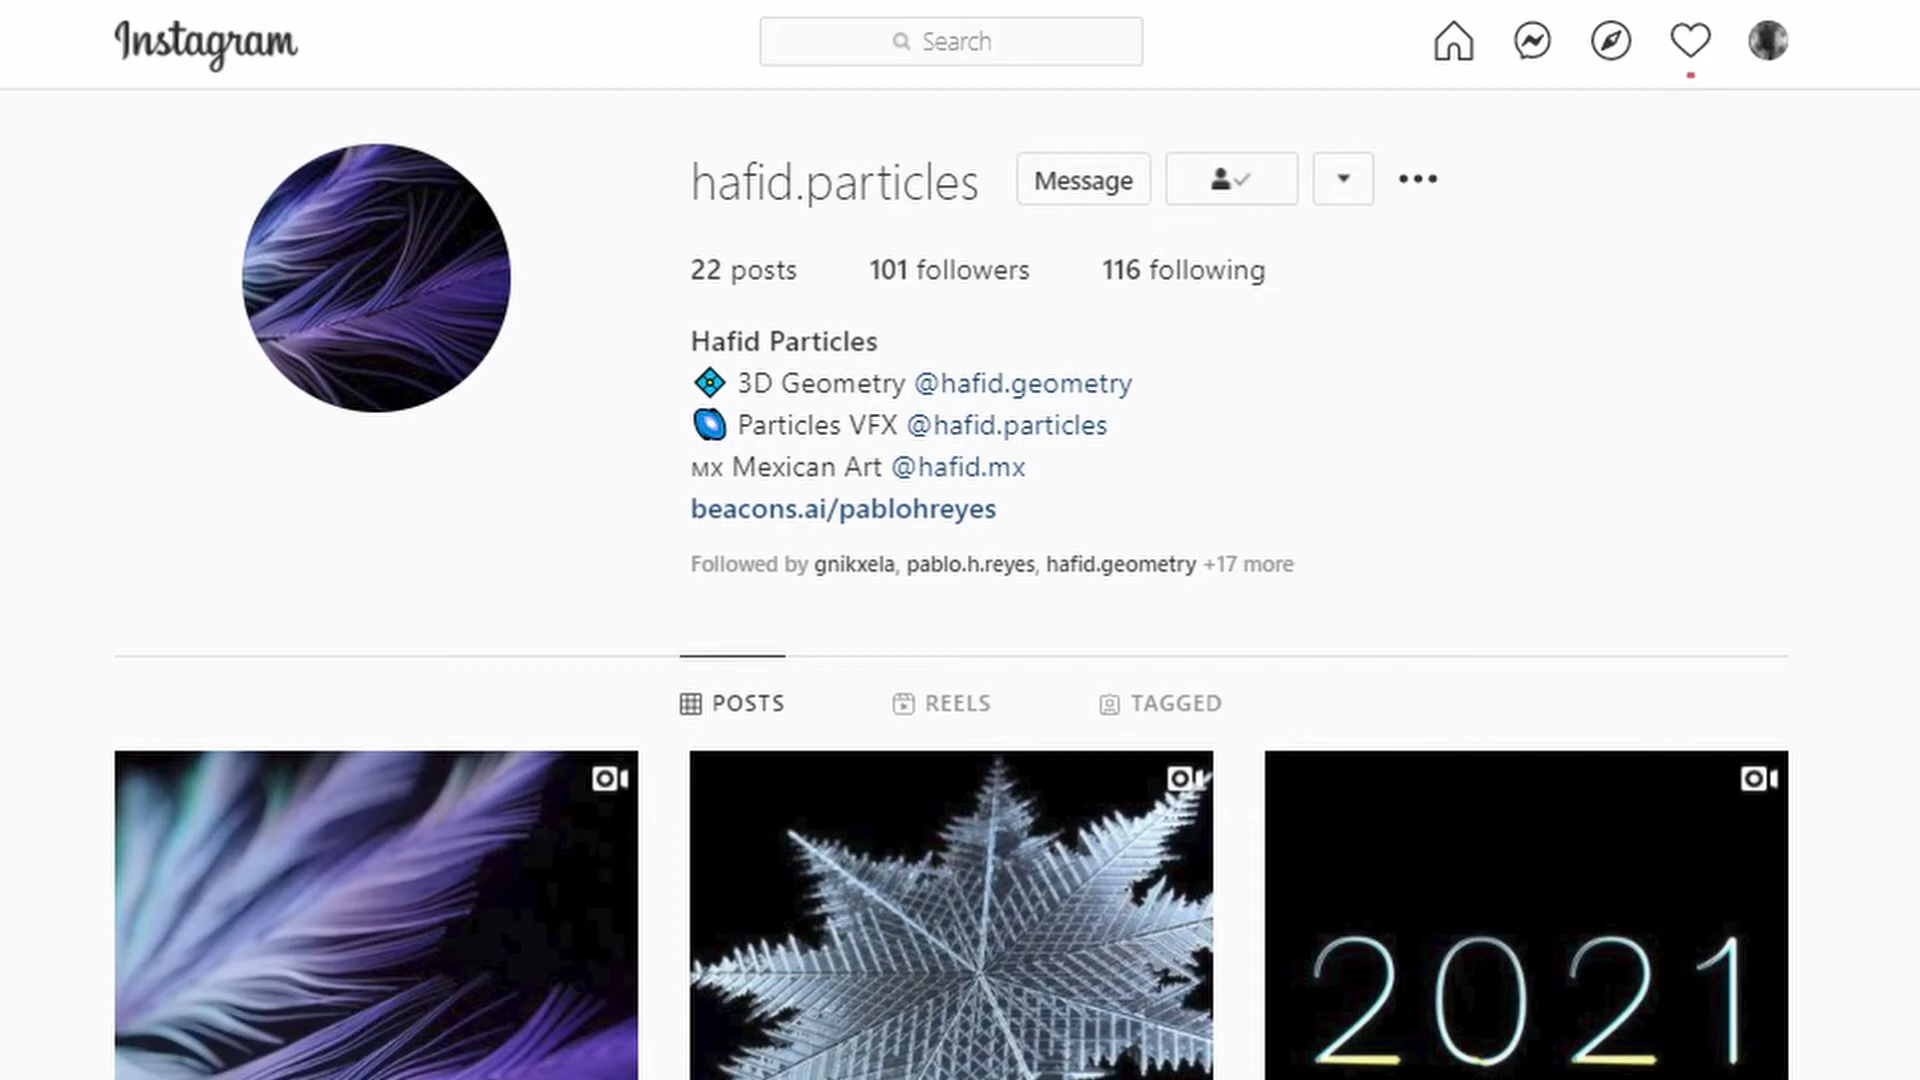 Instagram
Search
hafid.particles
Message
22 posts
101 followers
116 following
Hafid Particles
3D Geometry @hafid.geometry
Particles VFX @hafid.particles
MX Mexican Art @hafid.mx
beacons.ai/pablohreyes
Followed by gnikxela, pablo.h.reyes, hafid.geometry +17 more
POSTS
REELS
TAGGED
2021